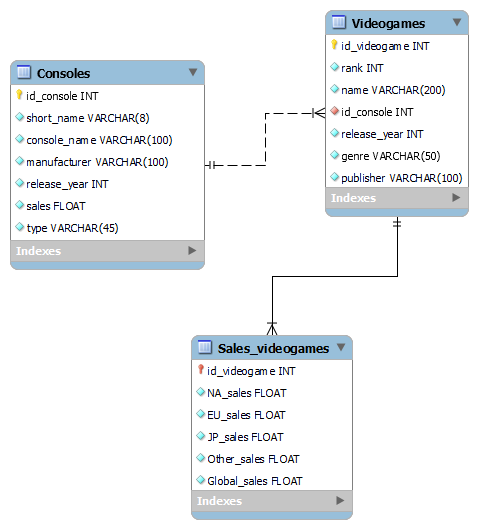 Consoles
id_console INT
short_name VARCHAR(8)
console_name VARCHAR(100)
manufacturer VARCHAR(100)
release_year INT
sales FLOAT
type VARCHAR(45)
Indexes
Videogames
id_videogame INT
rank INT
name VARCHAR(200)
id_console INT
release_year INT
genre VARCHAR(50)
publisher VARCHAR(100)
Indexes
Sales_videogames
id_videogame INT
NA_sales FLOAT
EU_sales FLOAT
JP_sales FLOAT
Other_sales FLOAT
Global_sales FLOAT
Indexes